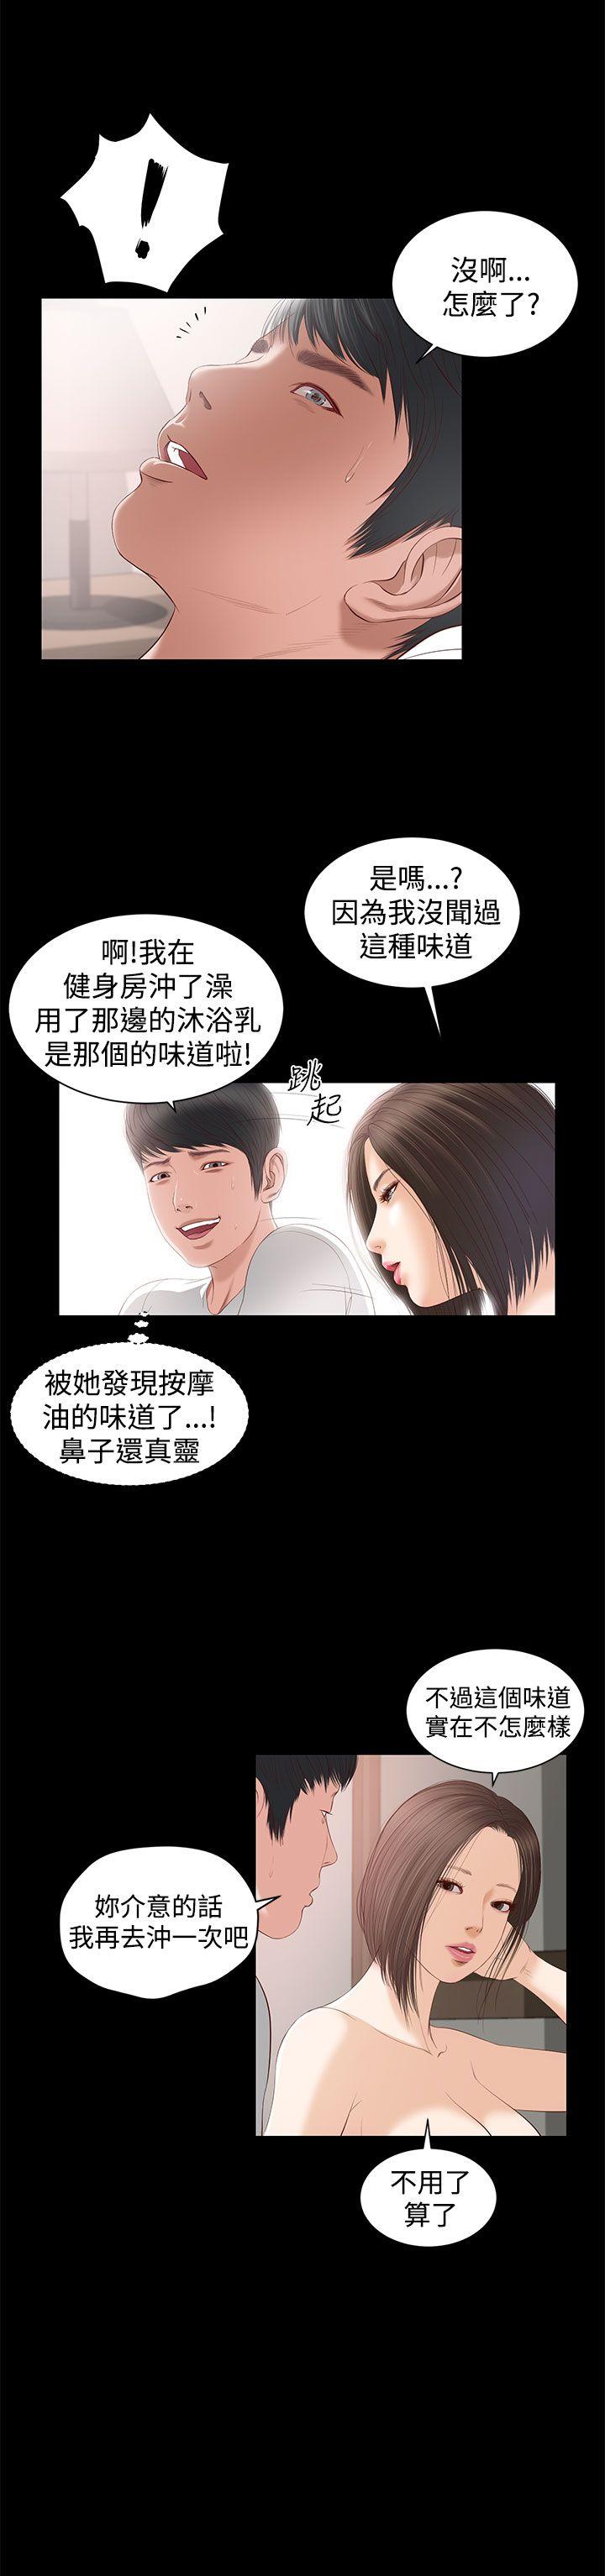 !
沒啊...
怎麼了?
是嗎...?
因為我沒聞過
這種味道
啊!我在
健身房沖了澡
用了那邊的沐浴乳
是那個的味道啦!
跳起
被她發現按摩
油的味道了...!
鼻子還真靈
不過這個味道
實在不怎麼樣
妳介意的話
我再去沖一次吧
不用了
算了